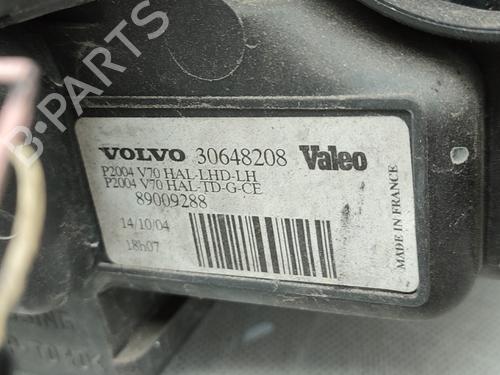 VOLVO 30648208 Valeo
P2004 V70 HAL-LHD-LH
P2004 V70 HAL-TD-G-CE
89009288
14/10/04
18h07
MADE IN FRANCE
B-PARTS